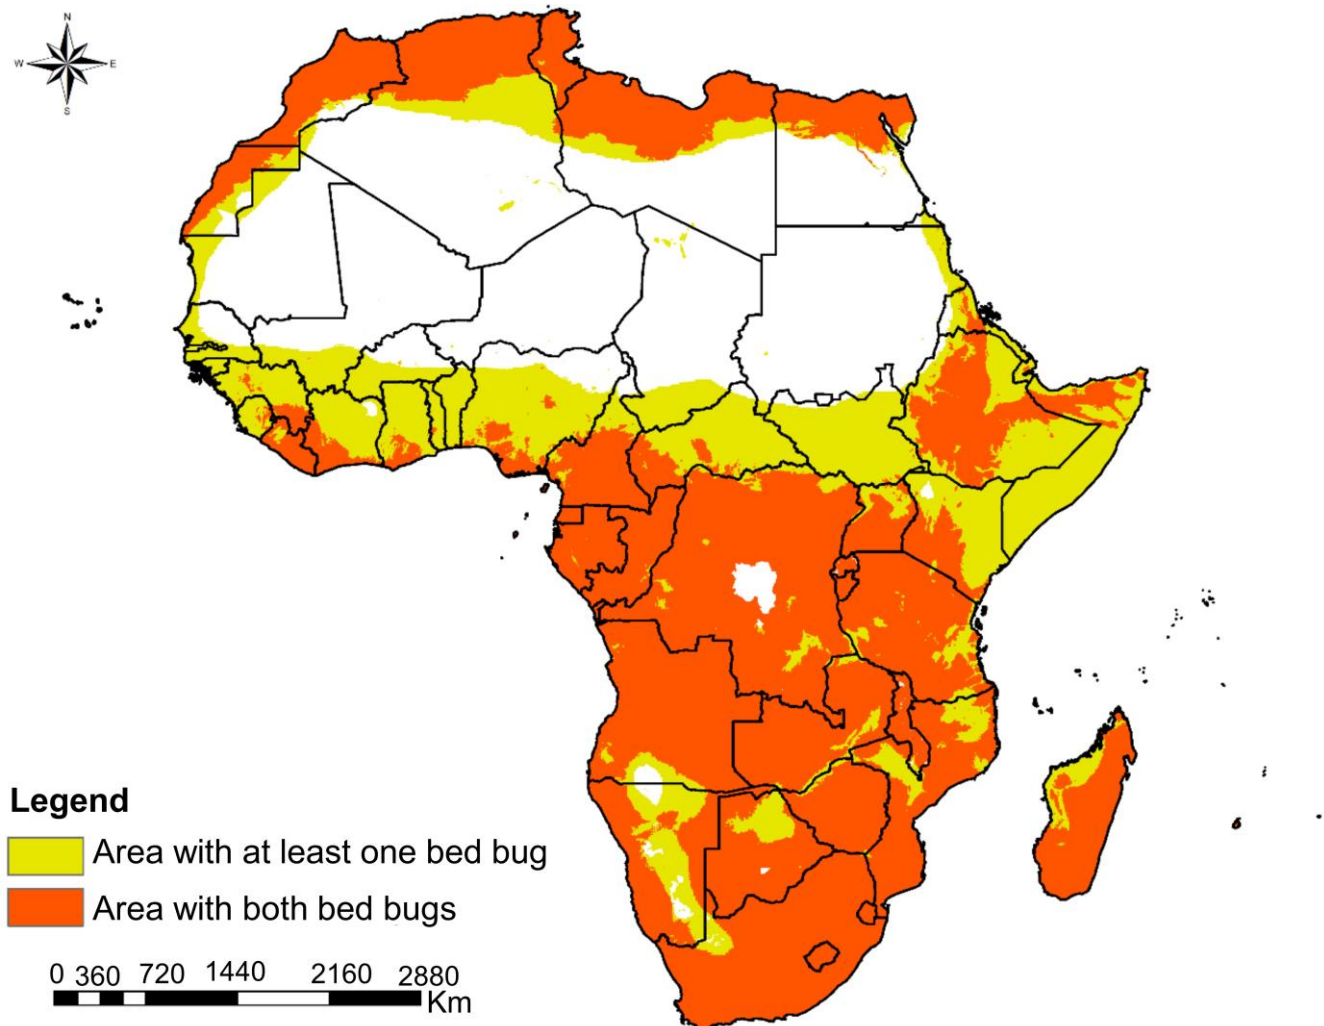 N
W E
S
Legend
Area with at least one bed bug
Area with both bed bugs
0 360 720 1440 2160 2880
Km